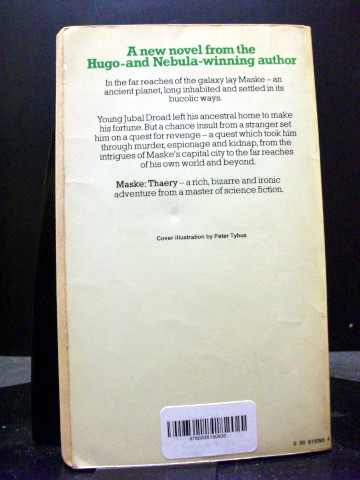 A new novel from the
Hugo-and Nebula-winning author
In the far reaches of the galaxy lay Maske – an
ancient planet, long inhabited and settled in its
bucolic ways.
Young Jubal Droad left his ancestral home to make
his fortune. But a chance insult from a stranger set
him on a quest for revenge – a quest which took him
through murder, espionage and kidnap, from the
intrigues of Maske's capital city to the far reaches
of his own world and beyond.
Maske: Thaery – a rich, bizarre and ironic
adventure from a master of science fiction.
Cover illustration by Peter Tybus